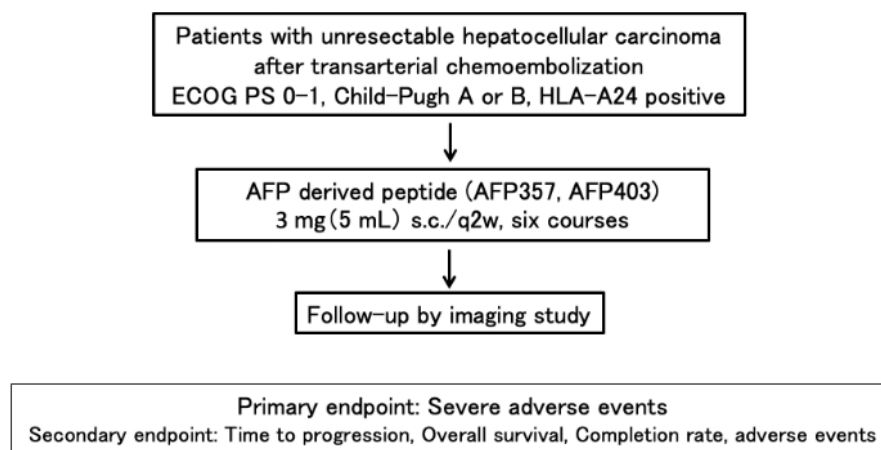 Patients with unresectable hepatocellular carcinoma
after transarterial chemoembolization
ECOG PS 0-1, Child-Pugh A or B, HLA-A24 positive
AFP derived peptide (AFP357, AFP403)
3 mg(5 mL) s.c./q2w, six courses
Follow-up by imaging study
Primary endpoint: Severe adverse events
Secondary endpoint: Time to progression, Overall survival, Completion rate, adverse events